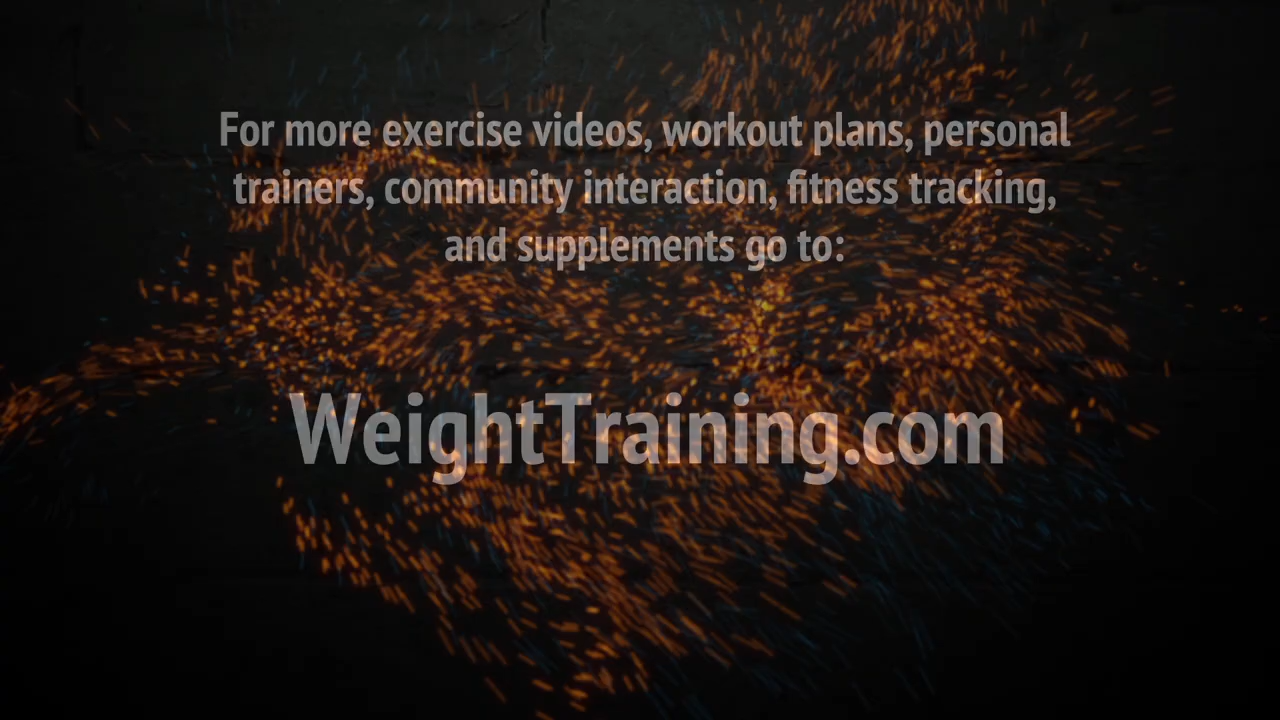 For more exercise videos, workout plans, personal
trainers, community interaction, fitness tracking,
and supplements go to:
WeightTraining.com